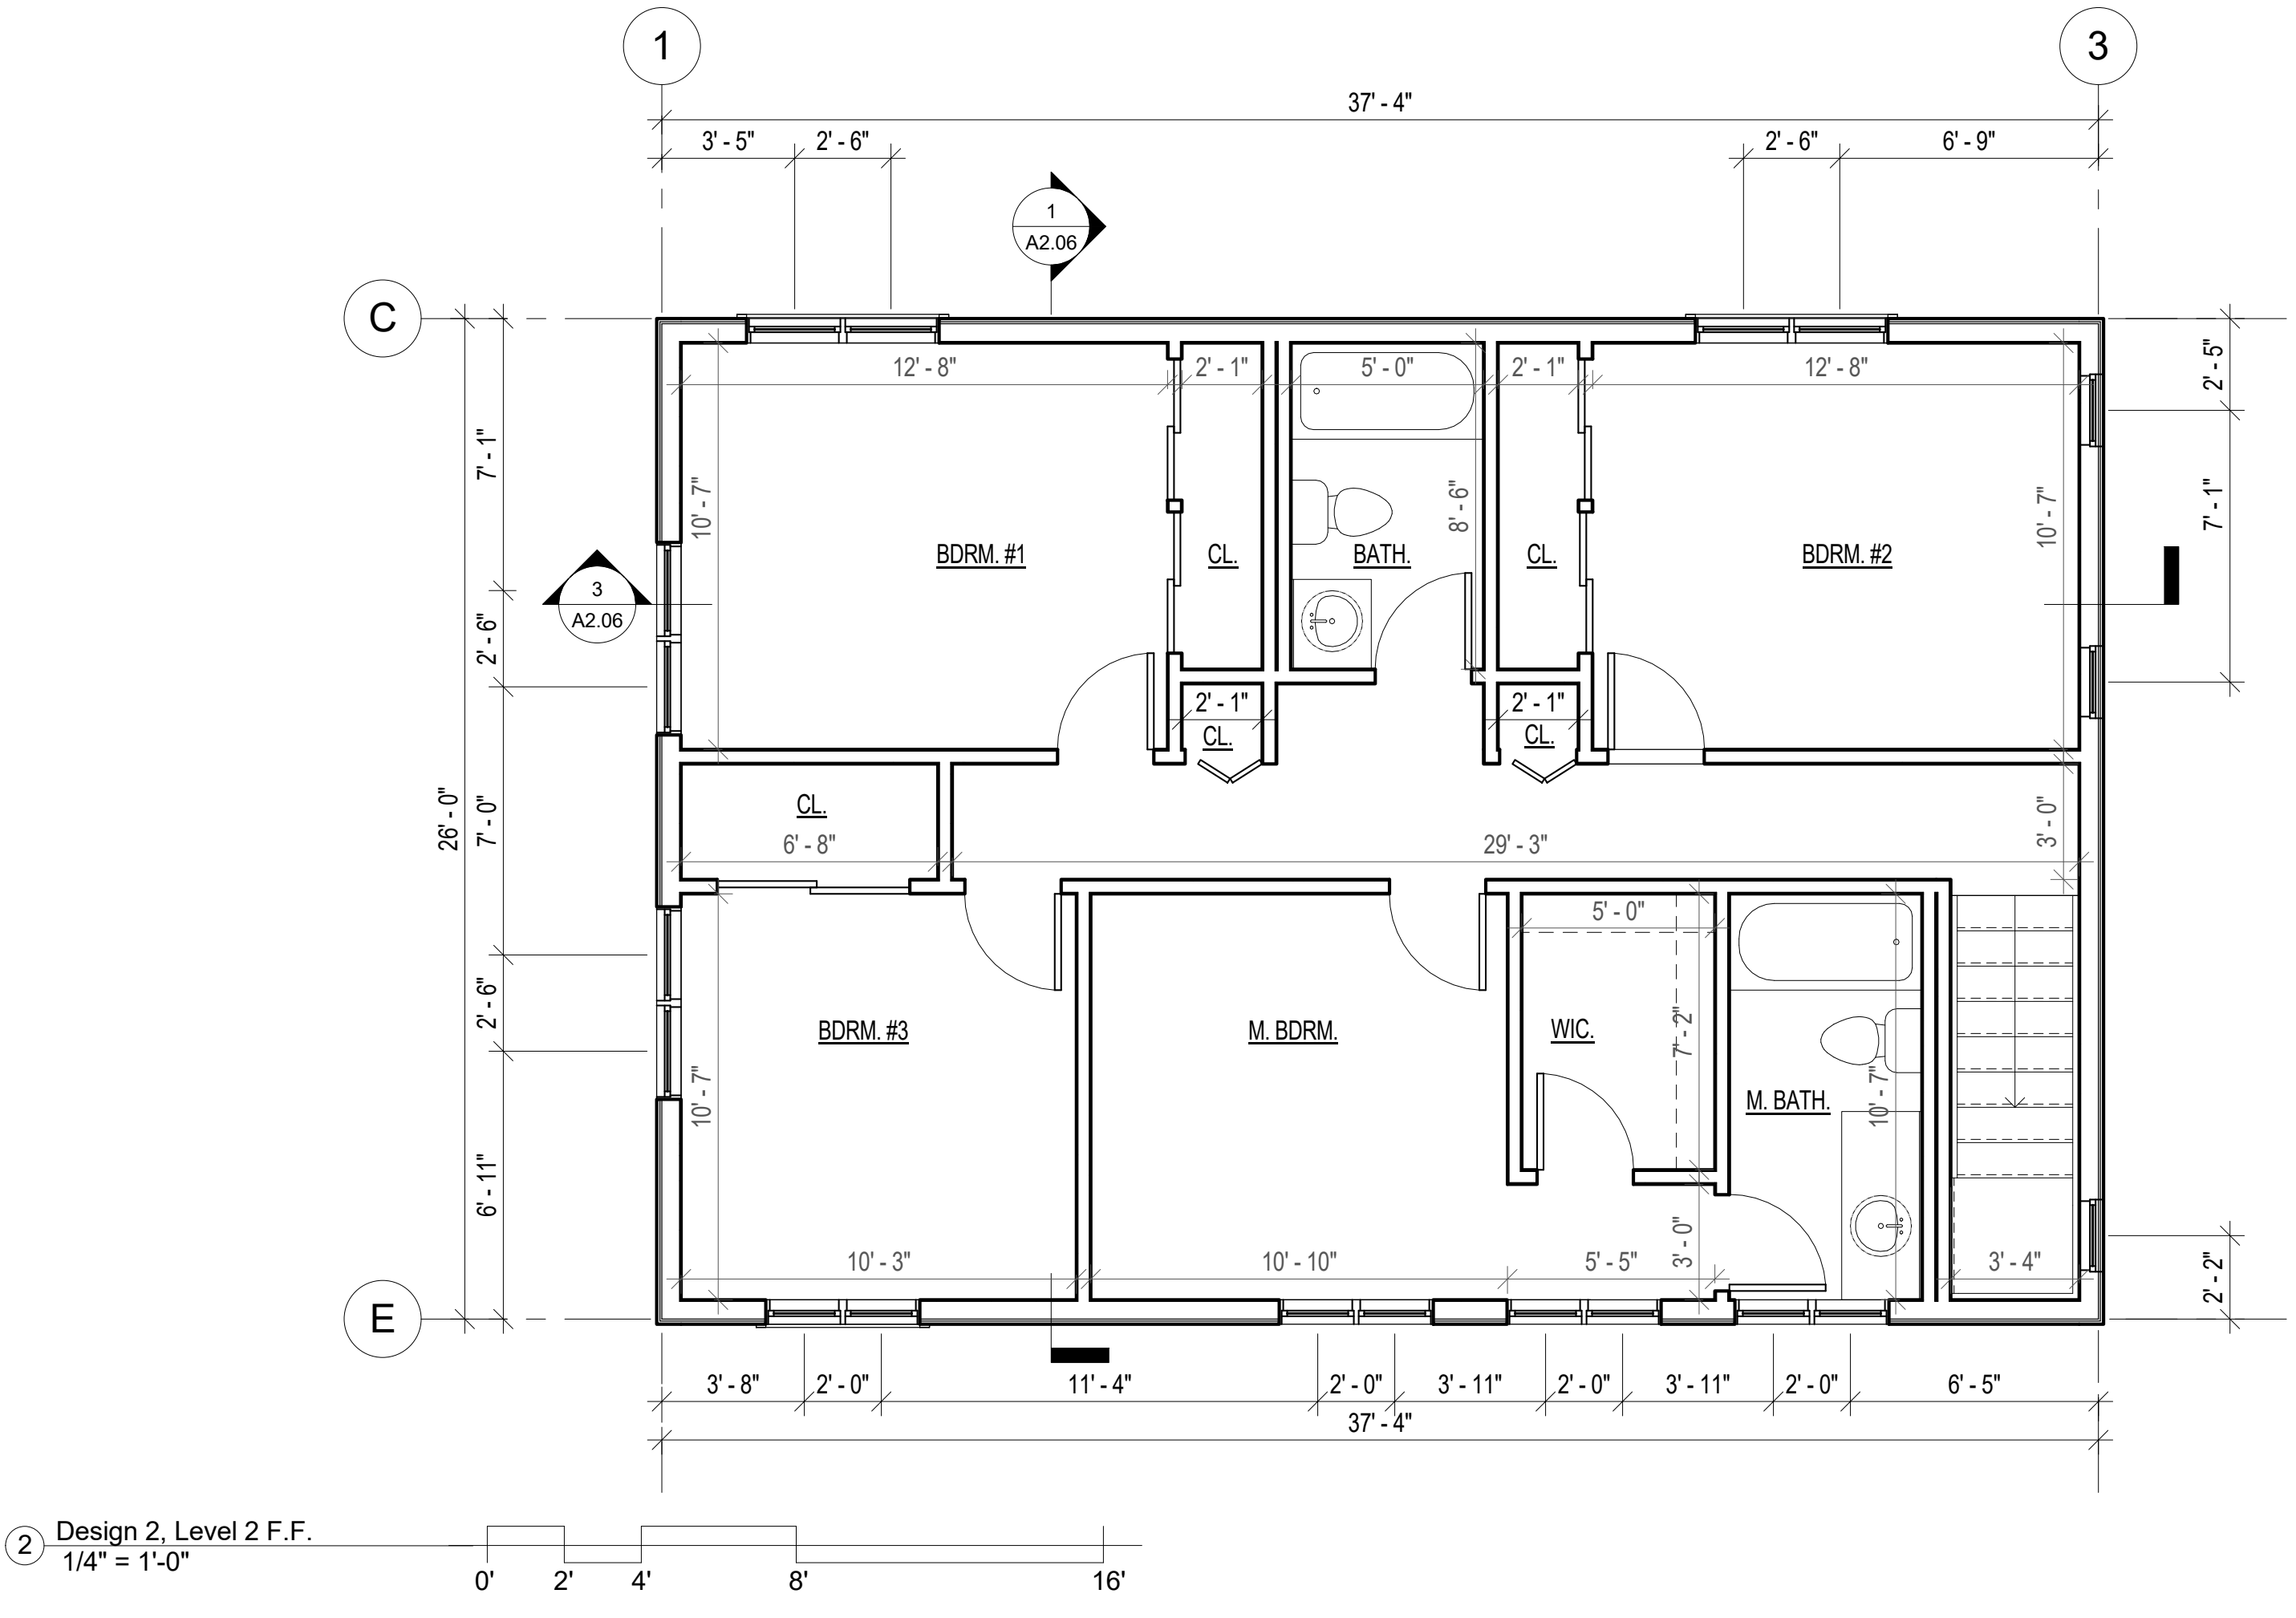 1
3
37' - 4"
3' - 5"
2' - 6"
2' - 6"
6' - 9"
1
A2.06
C
12' - 8"
2' - 1"
5' - 0"
2' - 1"
12' - 8"
2' - 5"
7' - 1"
10' - 7"
8' - 6"
10' - 7"
7' - 1"
BDRM. #1
CL.
BATH.
CL.
BDRM. #2
3
A2.06
2' - 6"
2' - 1"
2' - 1"
CL.
CL.
26' - 0"
7' - 0"
CL.
6' - 8"
29' - 3"
3' - 0"
5' - 0"
2' - 6"
BDRM. #3
M. BDRM.
WIC.
7' - 2"
10' - 7"
M. BATH.
10' - 7"
6' - 11"
10' - 3"
10' - 10"
5' - 5"
3' - 0"
3' - 4"
2' - 2"
E
3' - 8"
2' - 0"
11' - 4"
2' - 0"
3' - 11"
2' - 0"
3' - 11"
2' - 0"
6' - 5"
37' - 4"
2
Design 2, Level 2 F.F.
1/4" = 1'-0"
0'
2'
4'
8'
16'